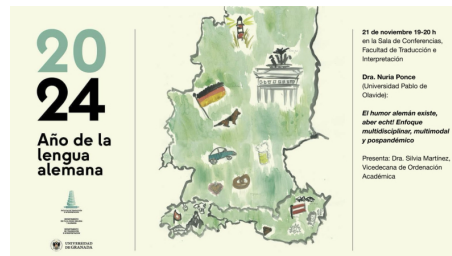 20
24
Año de la
lengua
alemana
UNIVERSIDAD
DE GRANADA
21 de noviembre 19-20 h
en la Sala de Conferencias,
Facultad de Traducción e
Interpretación
Dra. Nuria Ponce
(Universidad Pablo de
Olavide):
El humor alemán existe,
aber echt! Enfoque
multidisciplinar, multimodal
y pospandémico
Presenta: Dra. Silvia Martínez,
Vicedecana de Ordenación
Académica